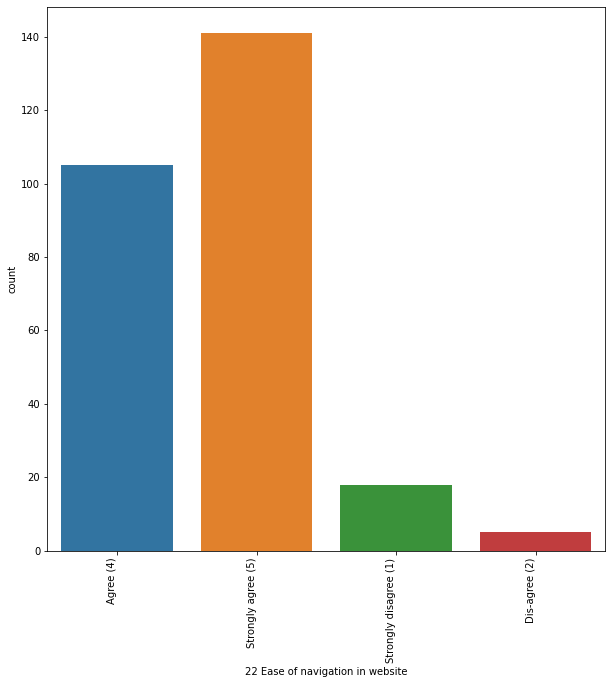 140
120
100
80
60
40
20
0
count
Agree (4)
Strongly agree (5)
Strongly disagree (1)
Dis-agree (2)
22 Ease of navigation in website